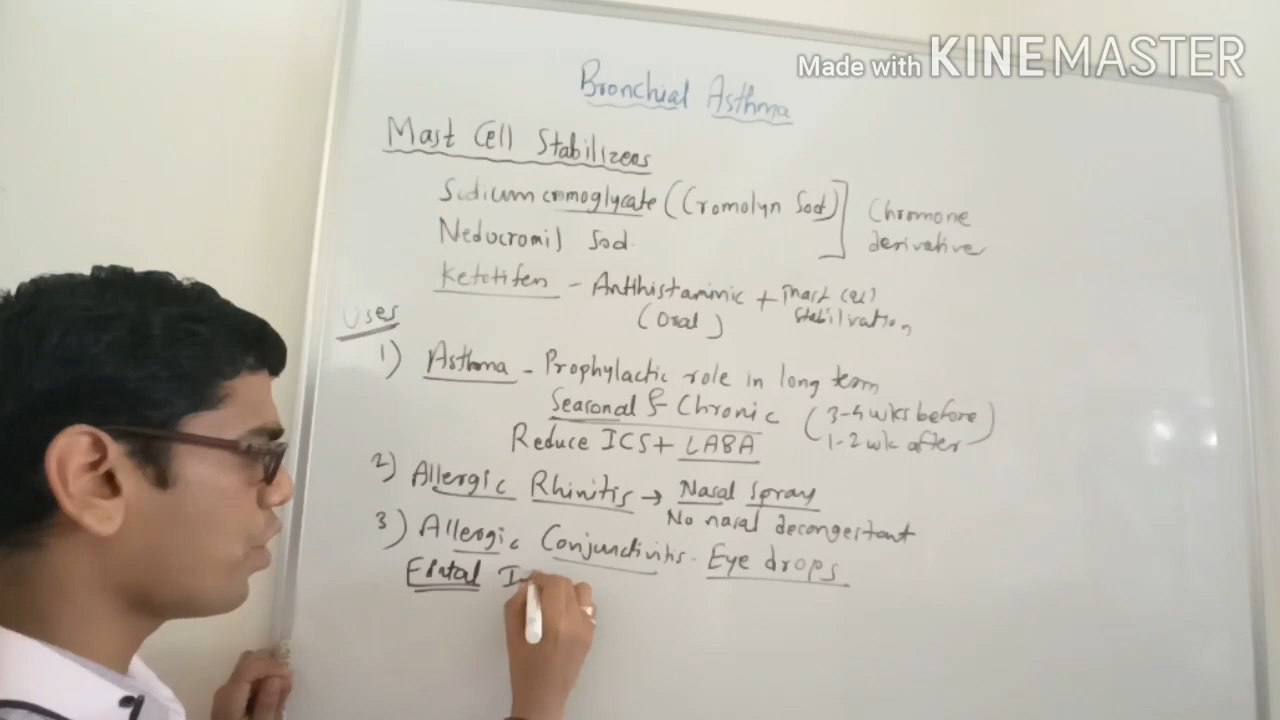 Made with KINEMASTER
Bronchial Asthma
Mast Cell Stabilizers
Sodium cromoglycate (Cromolyn Sod)
Nedocromil Sod.
Chromone
derivative
Ketotifen - Antihistaminic + mast cell
stabilization
(Oral)
Uses
1) Asthma - Prophylactic role in long term
Seasonal & Chronic (3-4 wks before
1-2 wk after)
Reduce ICS + LABA
2) Allergic Rhinitis → Nasal Spray
No nasal decongestant
3) Allergic Conjunctivitis - Eye drops